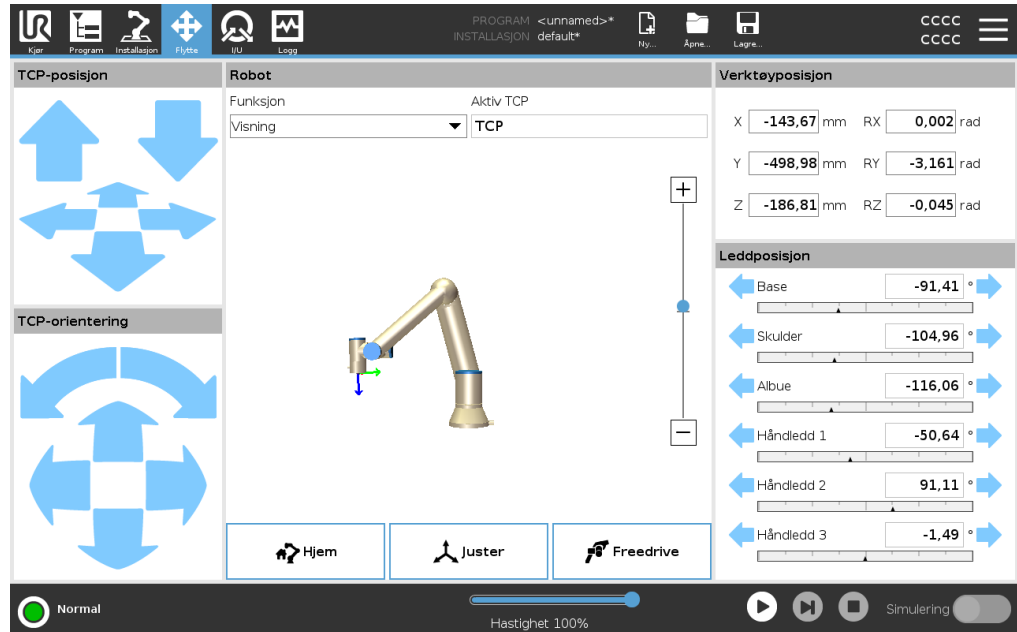 UR
PROGRAM <unnamed>*
INSTALLASJON default*
CCCC
CCCC
Kjør Program Installasjon Flytte I/U Logg Ny... Åpne... Lagre...
TCP-posisjon
Robot
Funksjon Aktiv TCP
Visning TCP
Verktøyposisjon
X -143,67 mm RX 0,002 rad
Y -498,98 mm RY -3,161 rad
Z -186,81 mm RZ -0,045 rad
Leddposisjon
Base -91,41 °
Skulder -104,96 °
Albue -116,06 °
Håndledd 1 -50,64 °
Håndledd 2 91,11 °
Håndledd 3 -1,49 °
TCP-orientering
Hjem Juster Freedrive
Normal
Hastighet 100%
Simulering